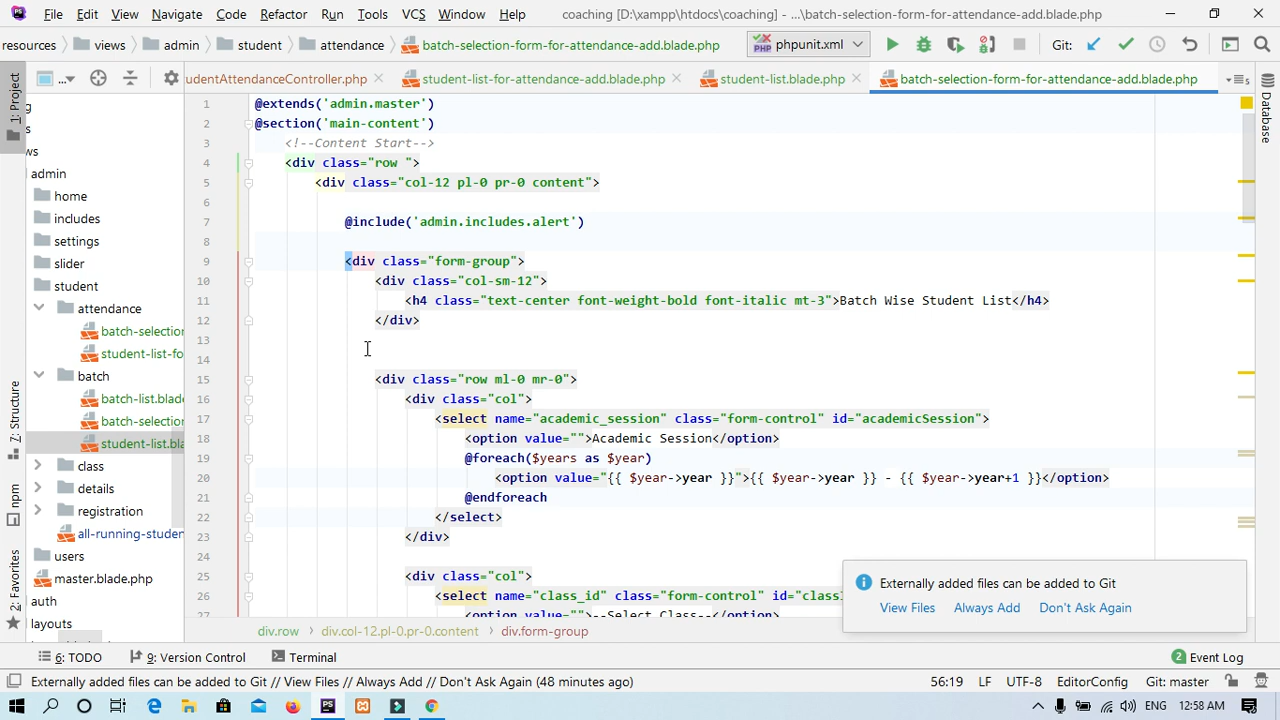 File Edit View Navigate Code Refactor Run Tools VCS Window Help coaching [D:\xampp\htdocs\coaching] - ...\batch-selection-form-for-attendance-add.blade.php
resources views admin student attendance batch-selection-form-for-attendance-add.blade.php phpunit.xml Git:
udentAttendanceController.php student-list-for-attendance-add.blade.php student-list.blade.php batch-selection-form-for-attendance-add.blade.php
1: Project
Z: Structure
npm
2: Favorites
Database
ws
admin
home
includes
settings
slider
student
attendance
batch-selection
student-list-fo
batch
batch-list.blade
batch-selection
student-list.bla
class
details
registration
all-running-studen
users
master.blade.php
auth
layouts
1 @extends('admin.master')
2 @section('main-content')
3 <!--Content Start-->
4 <div class="row ">
5 <div class="col-12 pl-0 pr-0 content">
6
7 @include('admin.includes.alert')
8
9 <div class="form-group">
10 <div class="col-sm-12">
11 <h4 class="text-center font-weight-bold font-italic mt-3">Batch Wise Student List</h4>
12 </div>
13
14
15 <div class="row ml-0 mr-0">
16 <div class="col">
17 <select name="academic_session" class="form-control" id="academicSession">
18 <option value="">Academic Session</option>
19 @foreach($years as $year)
20 <option value="{{ $year->year }}">{{ $year->year }} - {{ $year->year+1 }}</option>
21 @endforeach
22 </select>
23 </div>
24
25 <div class="col">
26 <select name="class_id" class="form-control" id="classI
27 <option value="">--Select Class--</option>
Externally added files can be added to Git
View Files Always Add Don't Ask Again
div.row div.col-12.pl-0.pr-0.content div.form-group
6: TODO 9: Version Control Terminal 2 Event Log
Externally added files can be added to Git // View Files // Always Add // Don't Ask Again (48 minutes ago) 56:19 LF UTF-8 EditorConfig Git: master
ENG 12:58 AM